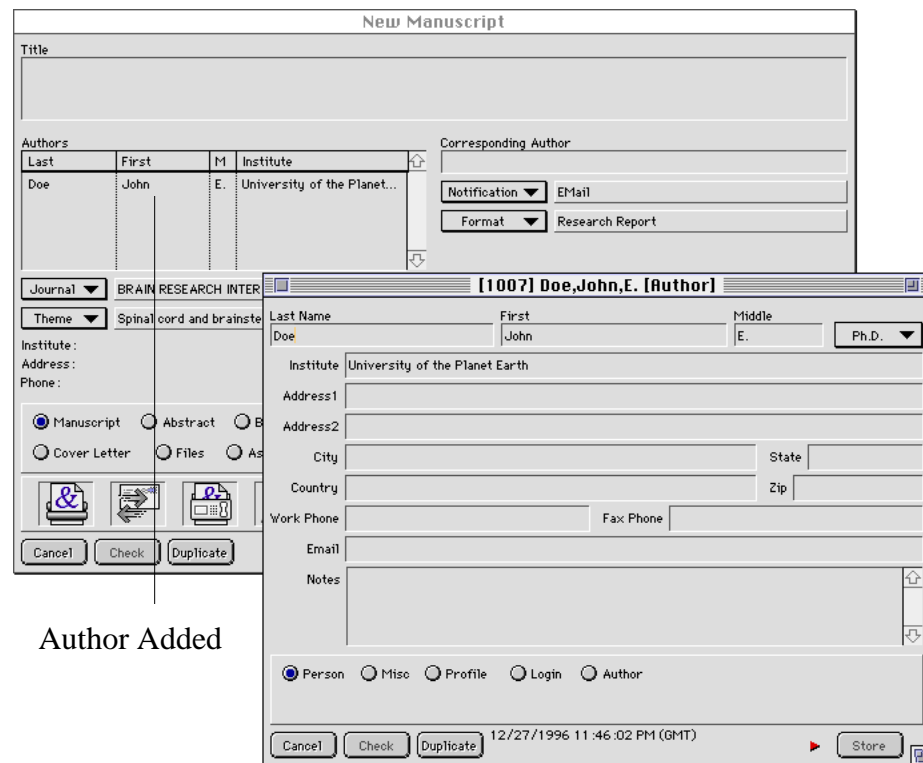 New Manuscript
Title
Authors
Last First M Institute
Doe John E. University of the Planet...
Corresponding Author
Notification EMail
Format Research Report
Journal BRAIN RESEARCH INTER
Theme Spinal cord and brainste
Institute:
Address:
Phone:
Manuscript Abstract B
Cover Letter Files As
&
&
Cancel Check Duplicate
Author Added
[1007] Doe,John,E. [Author]
Last Name First Middle
Doe John E. Ph.D.
Institute University of the Planet Earth
Address1
Address2
City State
Country Zip
Work Phone Fax Phone
Email
Notes
Person Misc Profile Login Author
Cancel Check Duplicate 12/27/1996 11:46:02 PM (GMT) Store